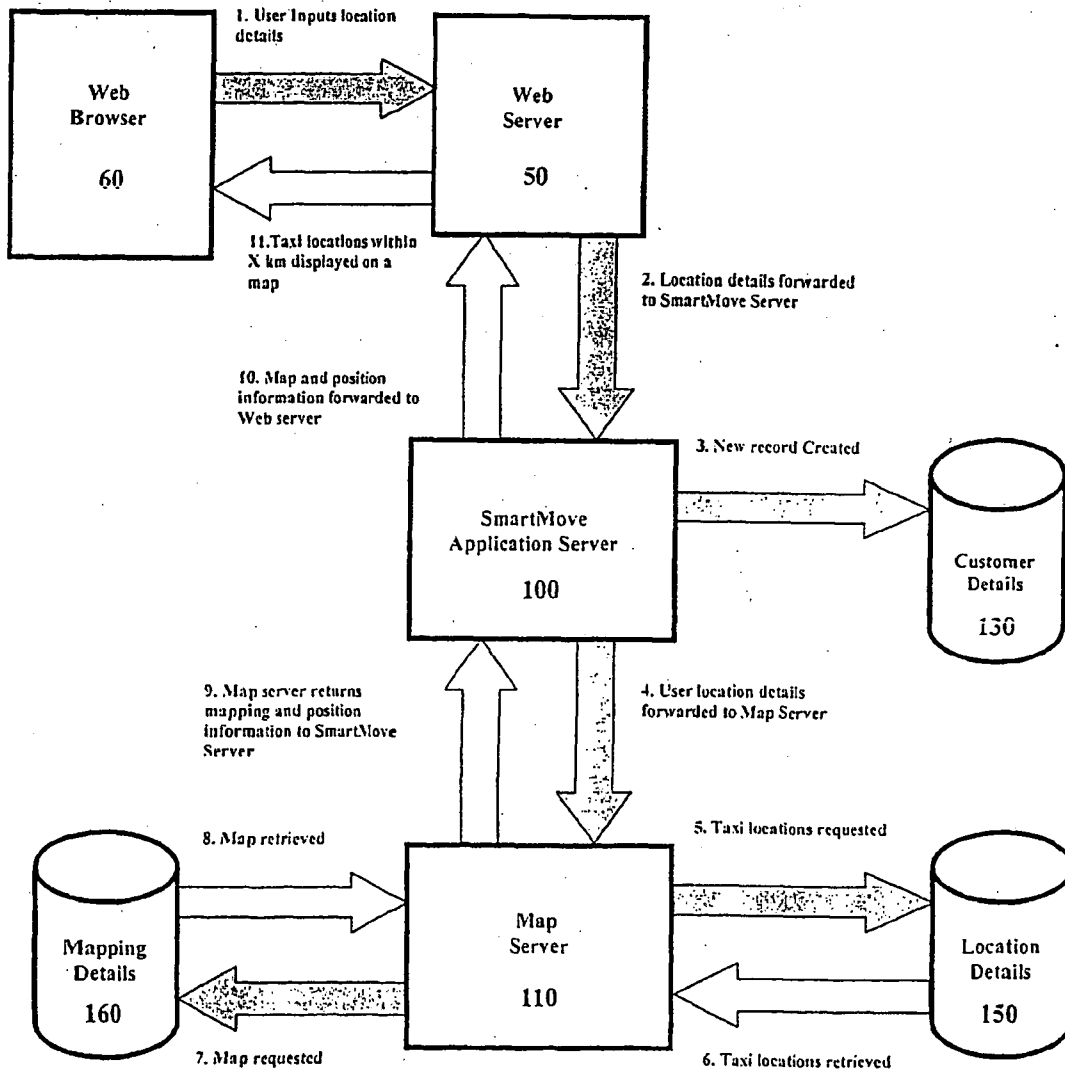 1. User Inputs location
details
Web
Browser
60
Web
Server
50
11.Taxi locations within
X km displayed on a
map
2. Location details forwarded
to SmartMove Server
10. Map and position
information forwarded to
Web server
3. New record Created
SmartMove
Application Server
100
Customer
Details
130
9. Map server returns
mapping and position
information to SmartMove
Server
4. User location details
forwarded to Map Server
8. Map retrieved
5. Taxi locations requested
Mapping
Details
160
Map
Server
110
Location
Details
150
7. Map requested
6. Taxi locations retrieved